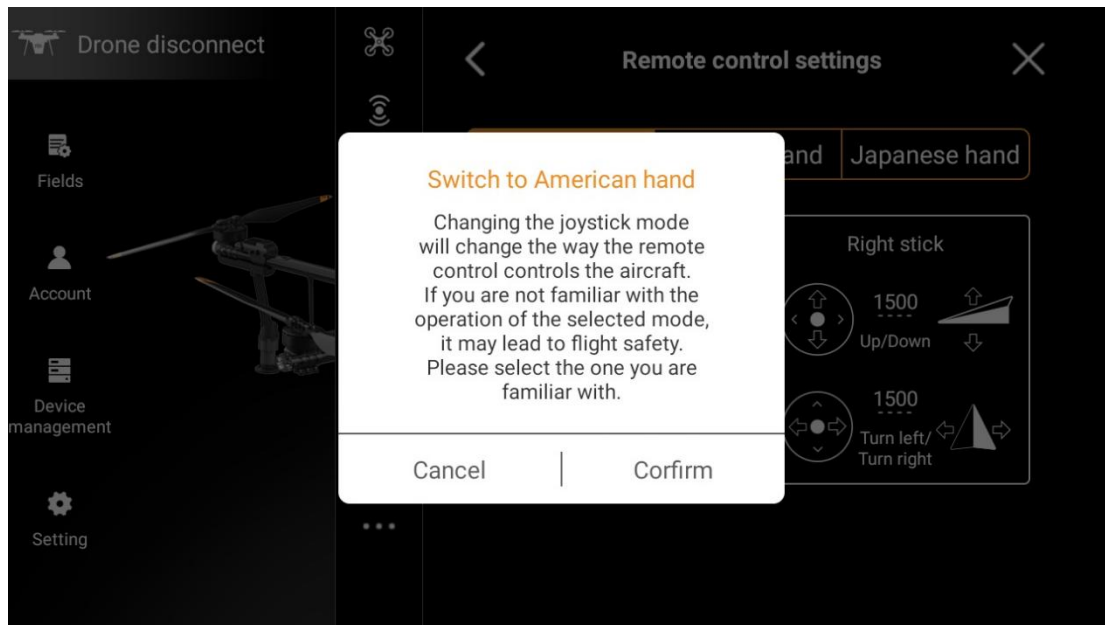 Drone disconnect
Remote control settings
Fields
Account
Device
management
Setting
and
Japanese hand
Switch to American hand
Changing the joystick mode
will change the way the remote
control controls the aircraft.
If you are not familiar with the
operation of the selected mode,
it may lead to flight safety.
Please select the one you are
familiar with.
Cancel
Corfirm
Right stick
1500
Up/Down
1500
Turn left/
Turn right